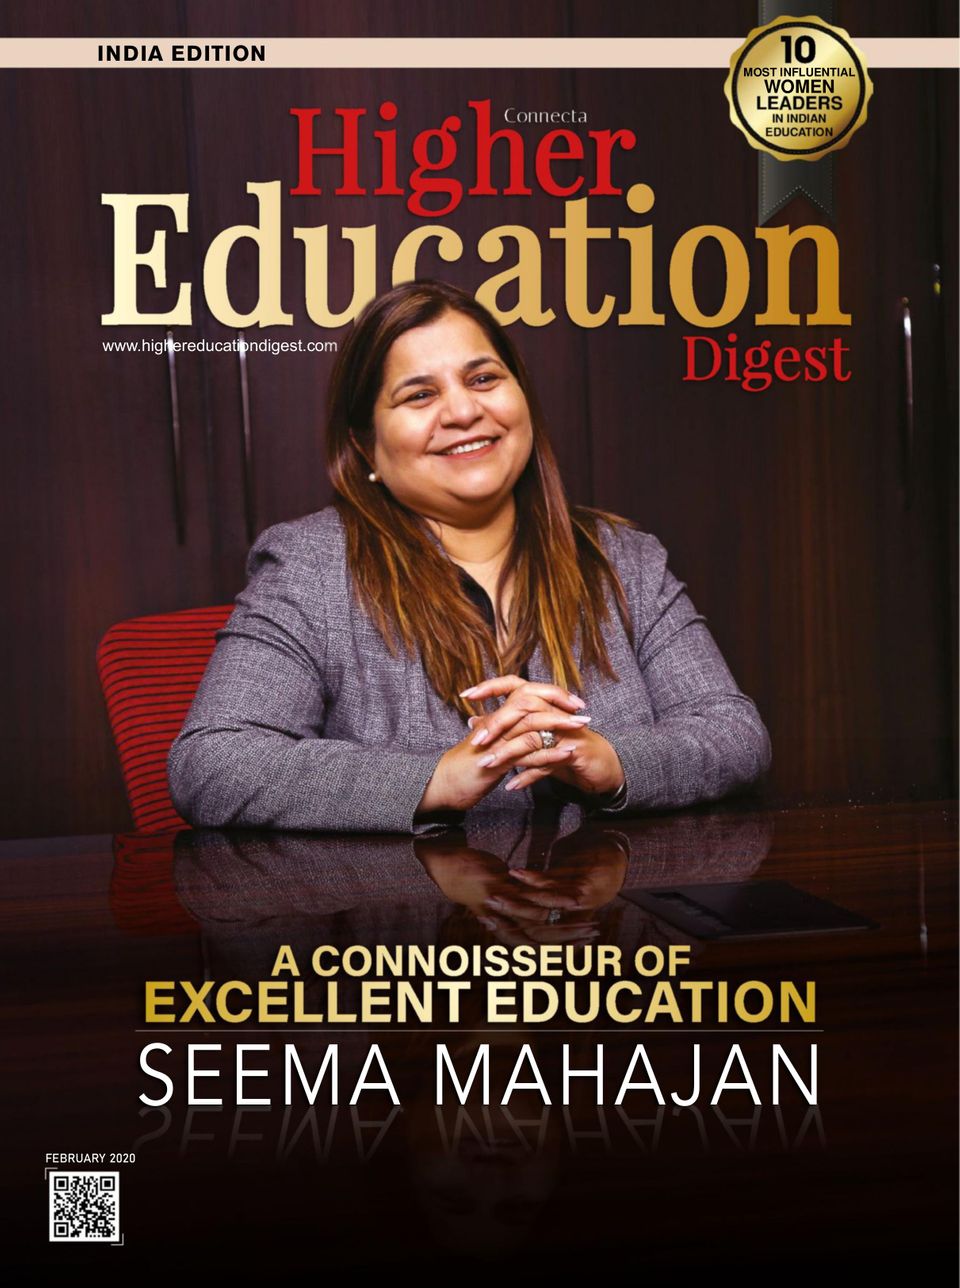 INDIA EDITION
10
MOST INFLUENTIAL
WOMEN
LEADERS
IN INDIAN
EDUCATION
Connecta
Higher
Education
www.highereducationdigest.com
Digest
A CONNOISSEUR OF
EXCELLENT EDUCATION
SEEMA MAHAJAN
FEBRUARY 2020